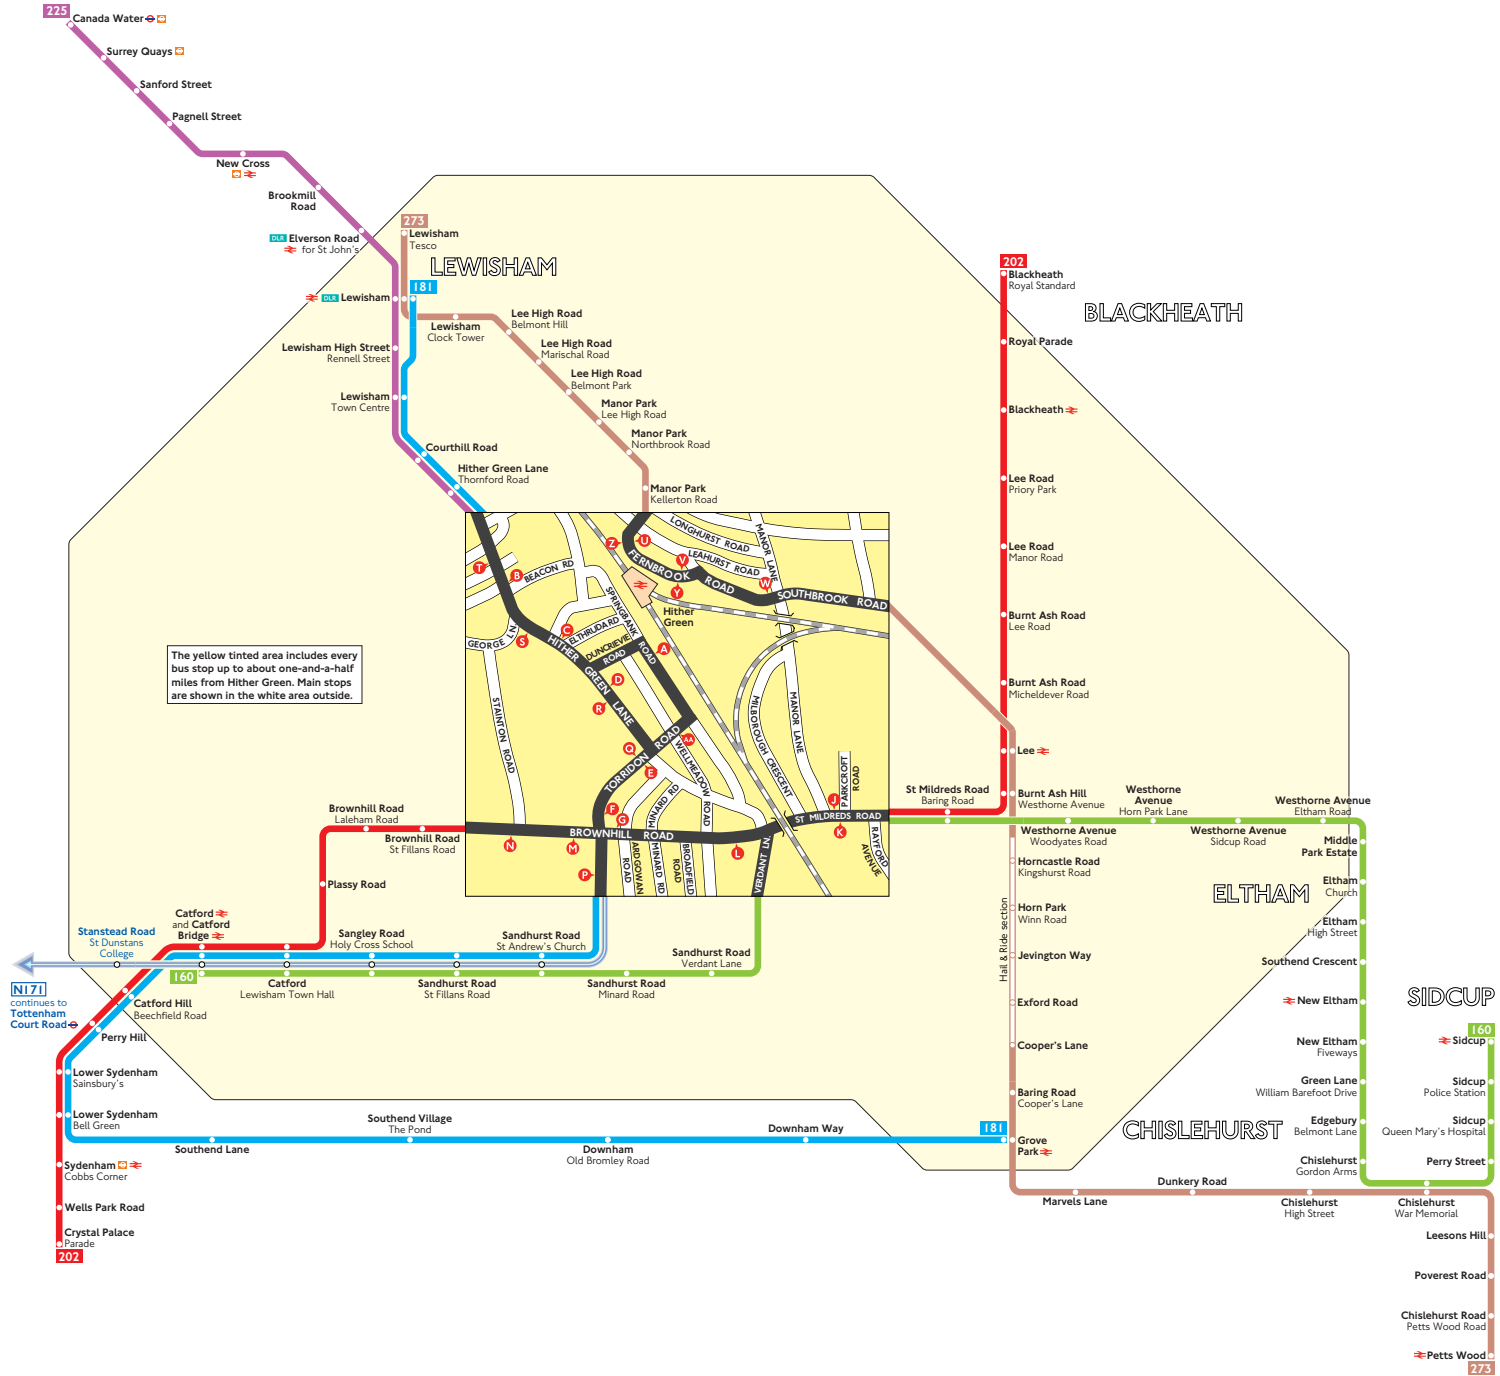 225
Canada Water
Surrey Quays
Sanford Street
Pagnell Street
New Cross
Brookmill
Road
DLR Elverson Road
for St John's
273
Lewisham
Tesco
LEWISHAM
181
DLR Lewisham
Lewisham
Clock Tower
Lee High Road
Belmont Hill
Lewisham High Street
Rennell Street
Lee High Road
Marischal Road
Lee High Road
Belmont Park
Lewisham
Town Centre
Manor Park
Lee High Road
Manor Park
Northbrook Road
Courthill Road
Hither Green Lane
Thornford Road
Manor Park
Kellerton Road
202
Blackheath
Royal Standard
BLACKHEATH
Royal Parade
Blackheath
Lee Road
Priory Park
Lee Road
Manor Road
Burnt Ash Road
Lee Road
Burnt Ash Road
Micheldever Road
Lee
Burnt Ash Hill
Westhorne Avenue
St Mildreds Road
Baring Road
The yellow tinted area includes every
bus stop up to about one-and-a-half
miles from Hither Green. Main stops
are shown in the white area outside.
LONGHURST ROAD
MANOR LANE
LEAHURST ROAD
FERNBROOK ROAD
SOUTHBROOK ROAD
BEACON RD
SPRINGBANK ROAD
Hither
Green
GEORGE LN
ELTHRUDA RD
DUNCRIEVIE
ROAD
HITHER GREEN LANE
STAINTON ROAD
TORRIDON ROAD
WELLMEADOW ROAD
MILBOROUGH CRESCENT
MANOR LANE
PARKCROFT
ROAD
MINARD RD
BROWNHILL ROAD
ST MILDREDS ROAD
ARDGOWAN
ROAD
MINARD RD
BROADFIELD
ROAD
VERDANT LN.
RAYFORD
AVENUE
Z
U
V
W
Y
T
B
S
C
A
D
R
Q
AA
E
F
G
J
K
N
M
L
P
Brownhill Road
Laleham Road
Brownhill Road
St Fillans Road
Plassy Road
Catford
and Catford
Bridge
Stanstead Road
St Dunstans
College
Sangley Road
Holy Cross School
Sandhurst Road
St Andrew's Church
Sandhurst Road
Verdant Lane
160
Catford
Lewisham Town Hall
Sandhurst Road
St Fillans Road
Sandhurst Road
Minard Road
N171
continues to
Tottenham
Court Road
Catford Hill
Beechfield Road
Perry Hill
Lower Sydenham
Sainsbury's
Lower Sydenham
Bell Green
Sydenham
Cobbs Corner
Wells Park Road
Crystal Palace
Parade
202
Southend Lane
Southend Village
The Pond
Downham
Old Bromley Road
Downham Way
181
Grove
Park
Westhorne Avenue
Woodyates Road
Westhorne
Avenue
Horn Park Lane
Westhorne Avenue
Sidcup Road
Westhorne Avenue
Eltham Road
Horncastle Road
Kingshurst Road
Horn Park
Winn Road
Jevington Way
Hail & Ride section
Exford Road
Cooper's Lane
Baring Road
Cooper's Lane
Middle
Park Estate
Eltham
Church
ELTHAM
Eltham
High Street
Southend Crescent
New Eltham
New Eltham
Fiveways
Green Lane
William Barefoot Drive
Edgebury
Belmont Lane
CHISLEHURST
Chislehurst
Gordon Arms
SIDCUP
160
Sidcup
Sidcup
Police Station
Sidcup
Queen Mary's Hospital
Perry Street
Marvels Lane
Dunkery Road
Chislehurst
High Street
Chislehurst
War Memorial
Leesons Hill
Poverest Road
Chislehurst Road
Petts Wood Road
Petts Wood
273